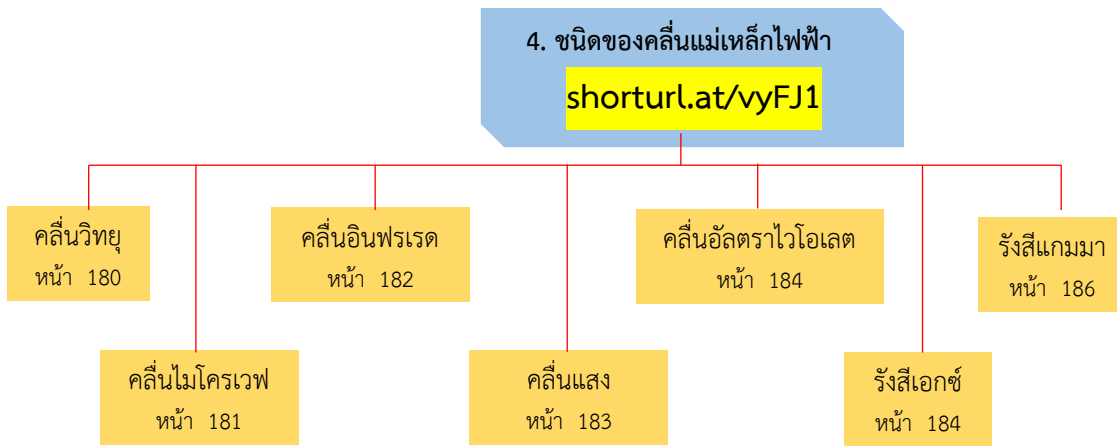 4. ชนิดของคลื่นแม่เหล็กไฟฟ้า
shorturl.at/vyFJ1
คลื่นวิทยุ
หน้า 180
คลื่นไมโครเวฟ
หน้า 181
คลื่นอินฟรเรด
หน้า 182
คลื่นแสง
หน้า 183
คลื่นอัลตราไวโอเลต
หน้า 184
รังสีเอกซ์
หน้า 184
รังสีแกมมา
หน้า 186